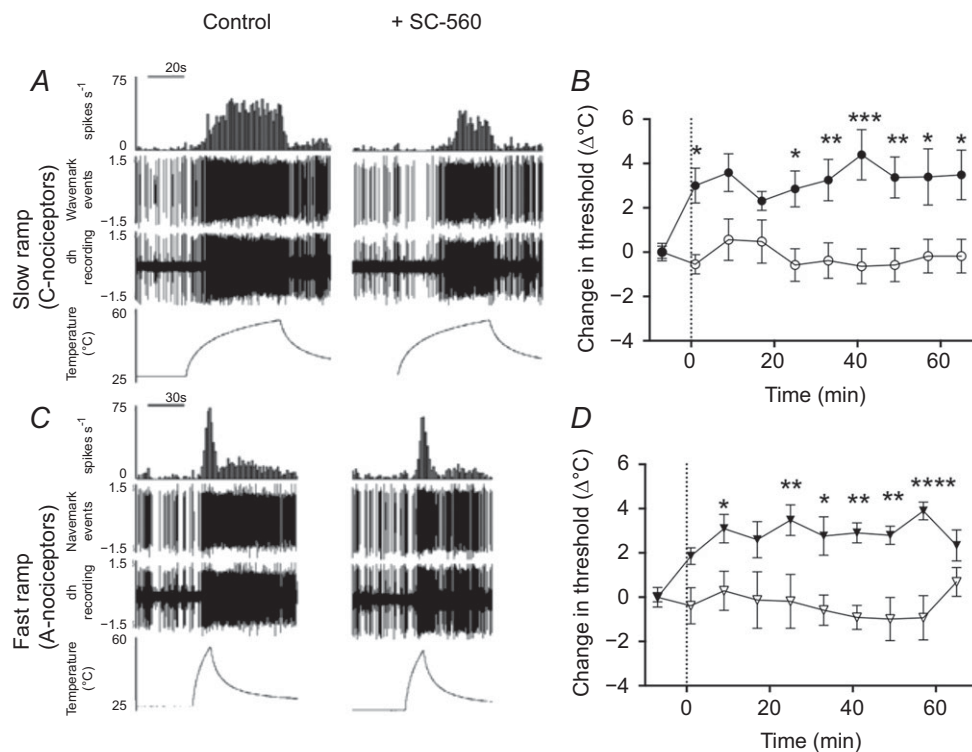 Control + SC-560
A
20s
75
spikes s⁻¹
0
1.5
Wavemark
events
−1.5
1.5
dh
recording
−1.5
60
Temperature
(°C)
25
Slow ramp
(C-nociceptors)
B
6
4
2
0
−2
−4
Change in threshold (Δ°C)
* * ** *** ** * *
0 20 40 60
Time (min)
C
30s
75
spikes s⁻¹
0
1.5
Navemark
events
−1.5
1.5
dh
recording
−1.5
60
Temperature
(°C)
25
Fast ramp
(A-nociceptors)
D
6
4
2
0
−2
−4
Change in threshold (Δ°C)
* ** * ** ** ****
0 20 40 60
Time (min)